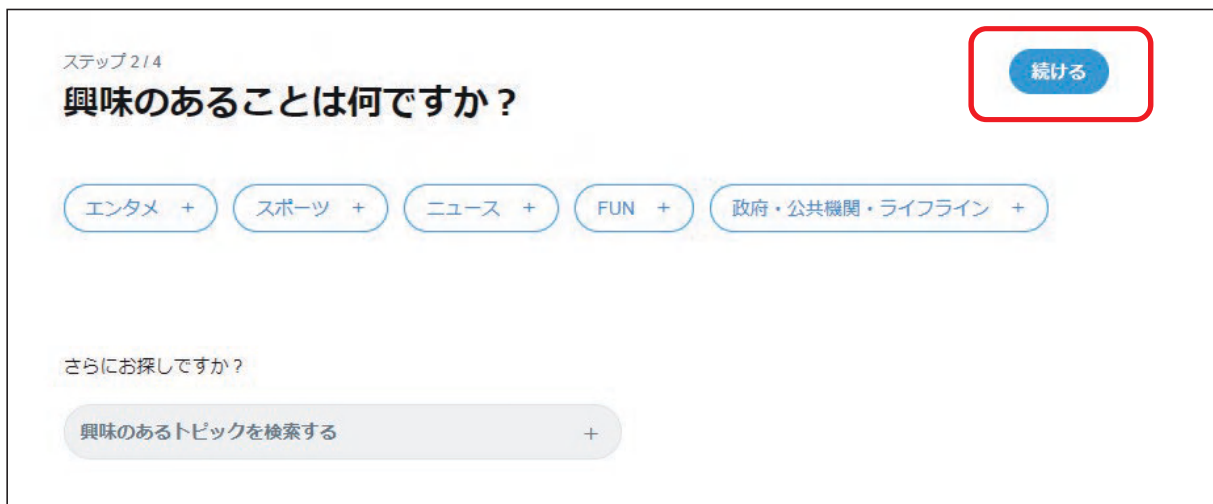 ステップ 2 / 4
続ける
興味のあることは何ですか？
エンタメ +
スポーツ +
ニュース +
FUN +
政府・公共機関・ライフライン +
さらにお探しですか？
興味のあるトピックを検索する +